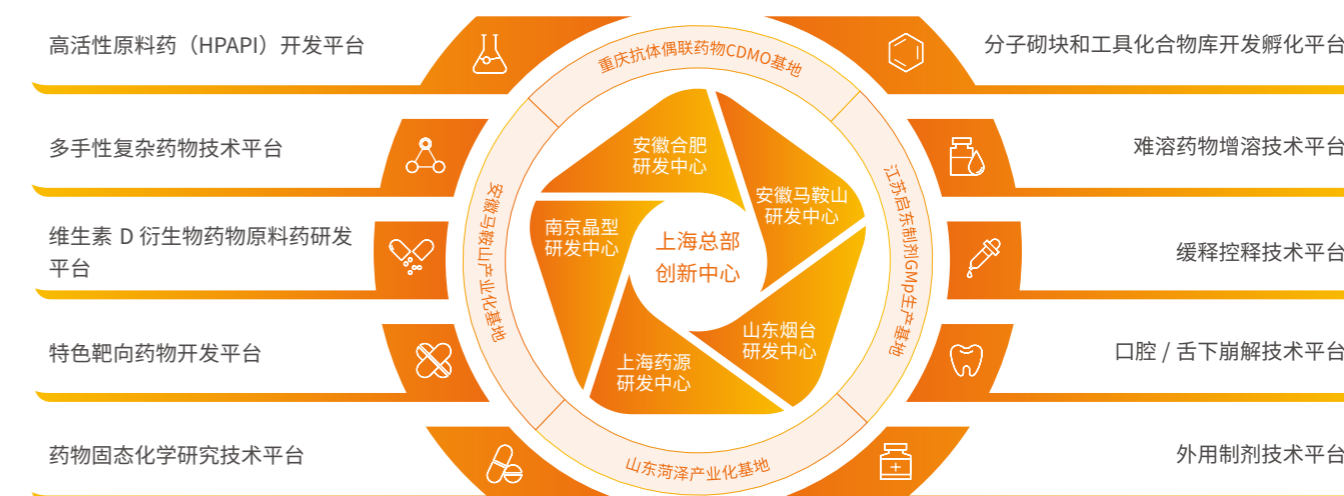 高活性原料药（HPAPI）开发平台
多手性复杂药物技术平台
维生素 D 衍生物药物原料药研发
平台
特色靶向药物开发平台
药物固态化学研究技术平台
重庆抗体偶联药物CDMO基地
安徽马鞍山产业化基地
江苏启东制剂GMp生产基地
山东菏泽产业化基地
安徽合肥
研发中心
安徽马鞍山
研发中心
南京晶型
研发中心
上海总部
创新中心
山东烟台
研发中心
上海药源
研发中心
分子砌块和工具化合物库开发孵化平台
难溶药物增溶技术平台
缓释控释技术平台
口腔 / 舌下崩解技术平台
外用制剂技术平台